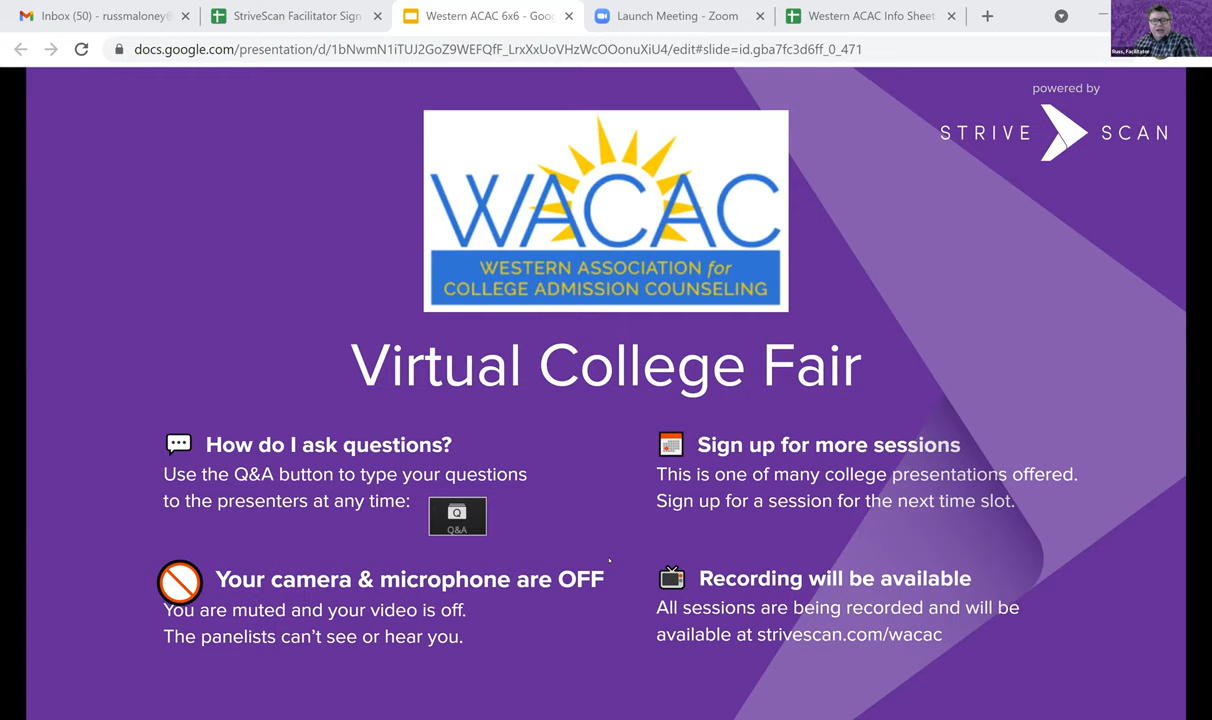 Inbox (50) - russmaloney@
StriveScan Facilitator Sign
Western ACAC 6x6 - Goo
Launch Meeting - Zoom
Western ACAC Info Sheet
docs.google.com/presentation/d/1bNwmN1iTUJ2GoZ9WEFQfF_LrxXxUoVHzWcOOonuXiU4/edit#slide=id.gba7fc3d6ff_0_471
Russ, Facilitator
powered by
STRIVE SCAN
WACAC
WESTERN ASSOCIATION for
COLLEGE ADMISSION COUNSELING
Virtual College Fair
How do I ask questions?
Use the Q&A button to type your questions
to the presenters at any time:
Q
Q&A
Sign up for more sessions
This is one of many college presentations offered.
Sign up for a session for the next time slot.
Your camera & microphone are OFF
You are muted and your video is off.
The panelists can't see or hear you.
Recording will be available
All sessions are being recorded and will be
available at strivescan.com/wacac